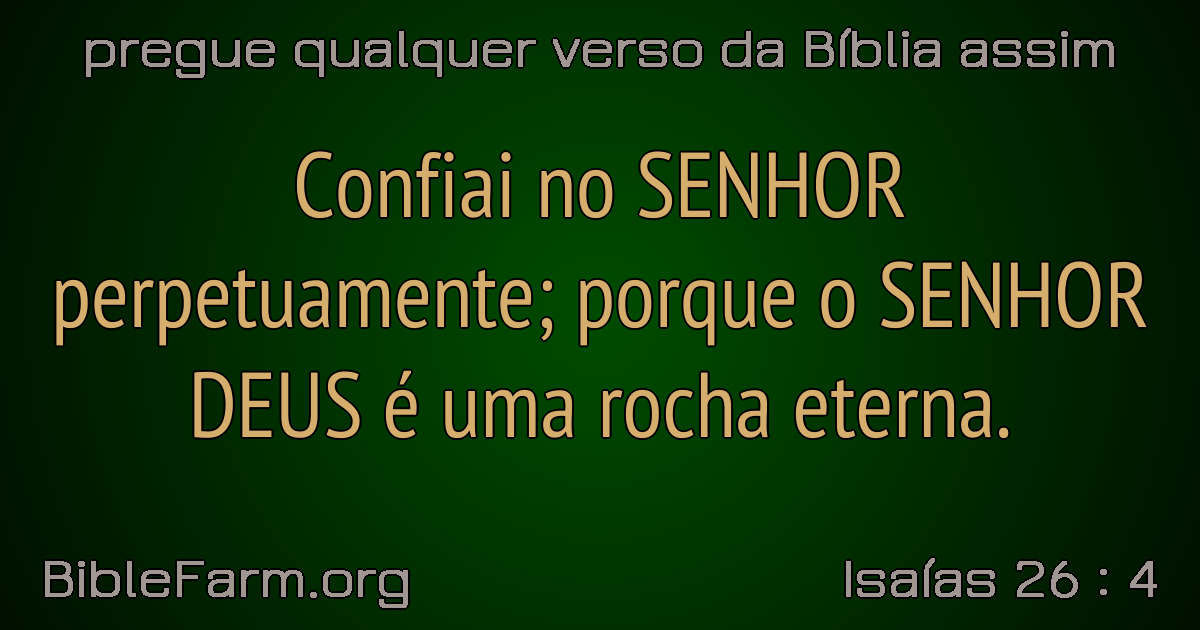 pregue qualquer verso da Bíblia assim
Confiai no SENHOR
perpetuamente; porque o SENHOR
DEUS é uma rocha eterna.
BibleFarm.org
Isaías 26 : 4